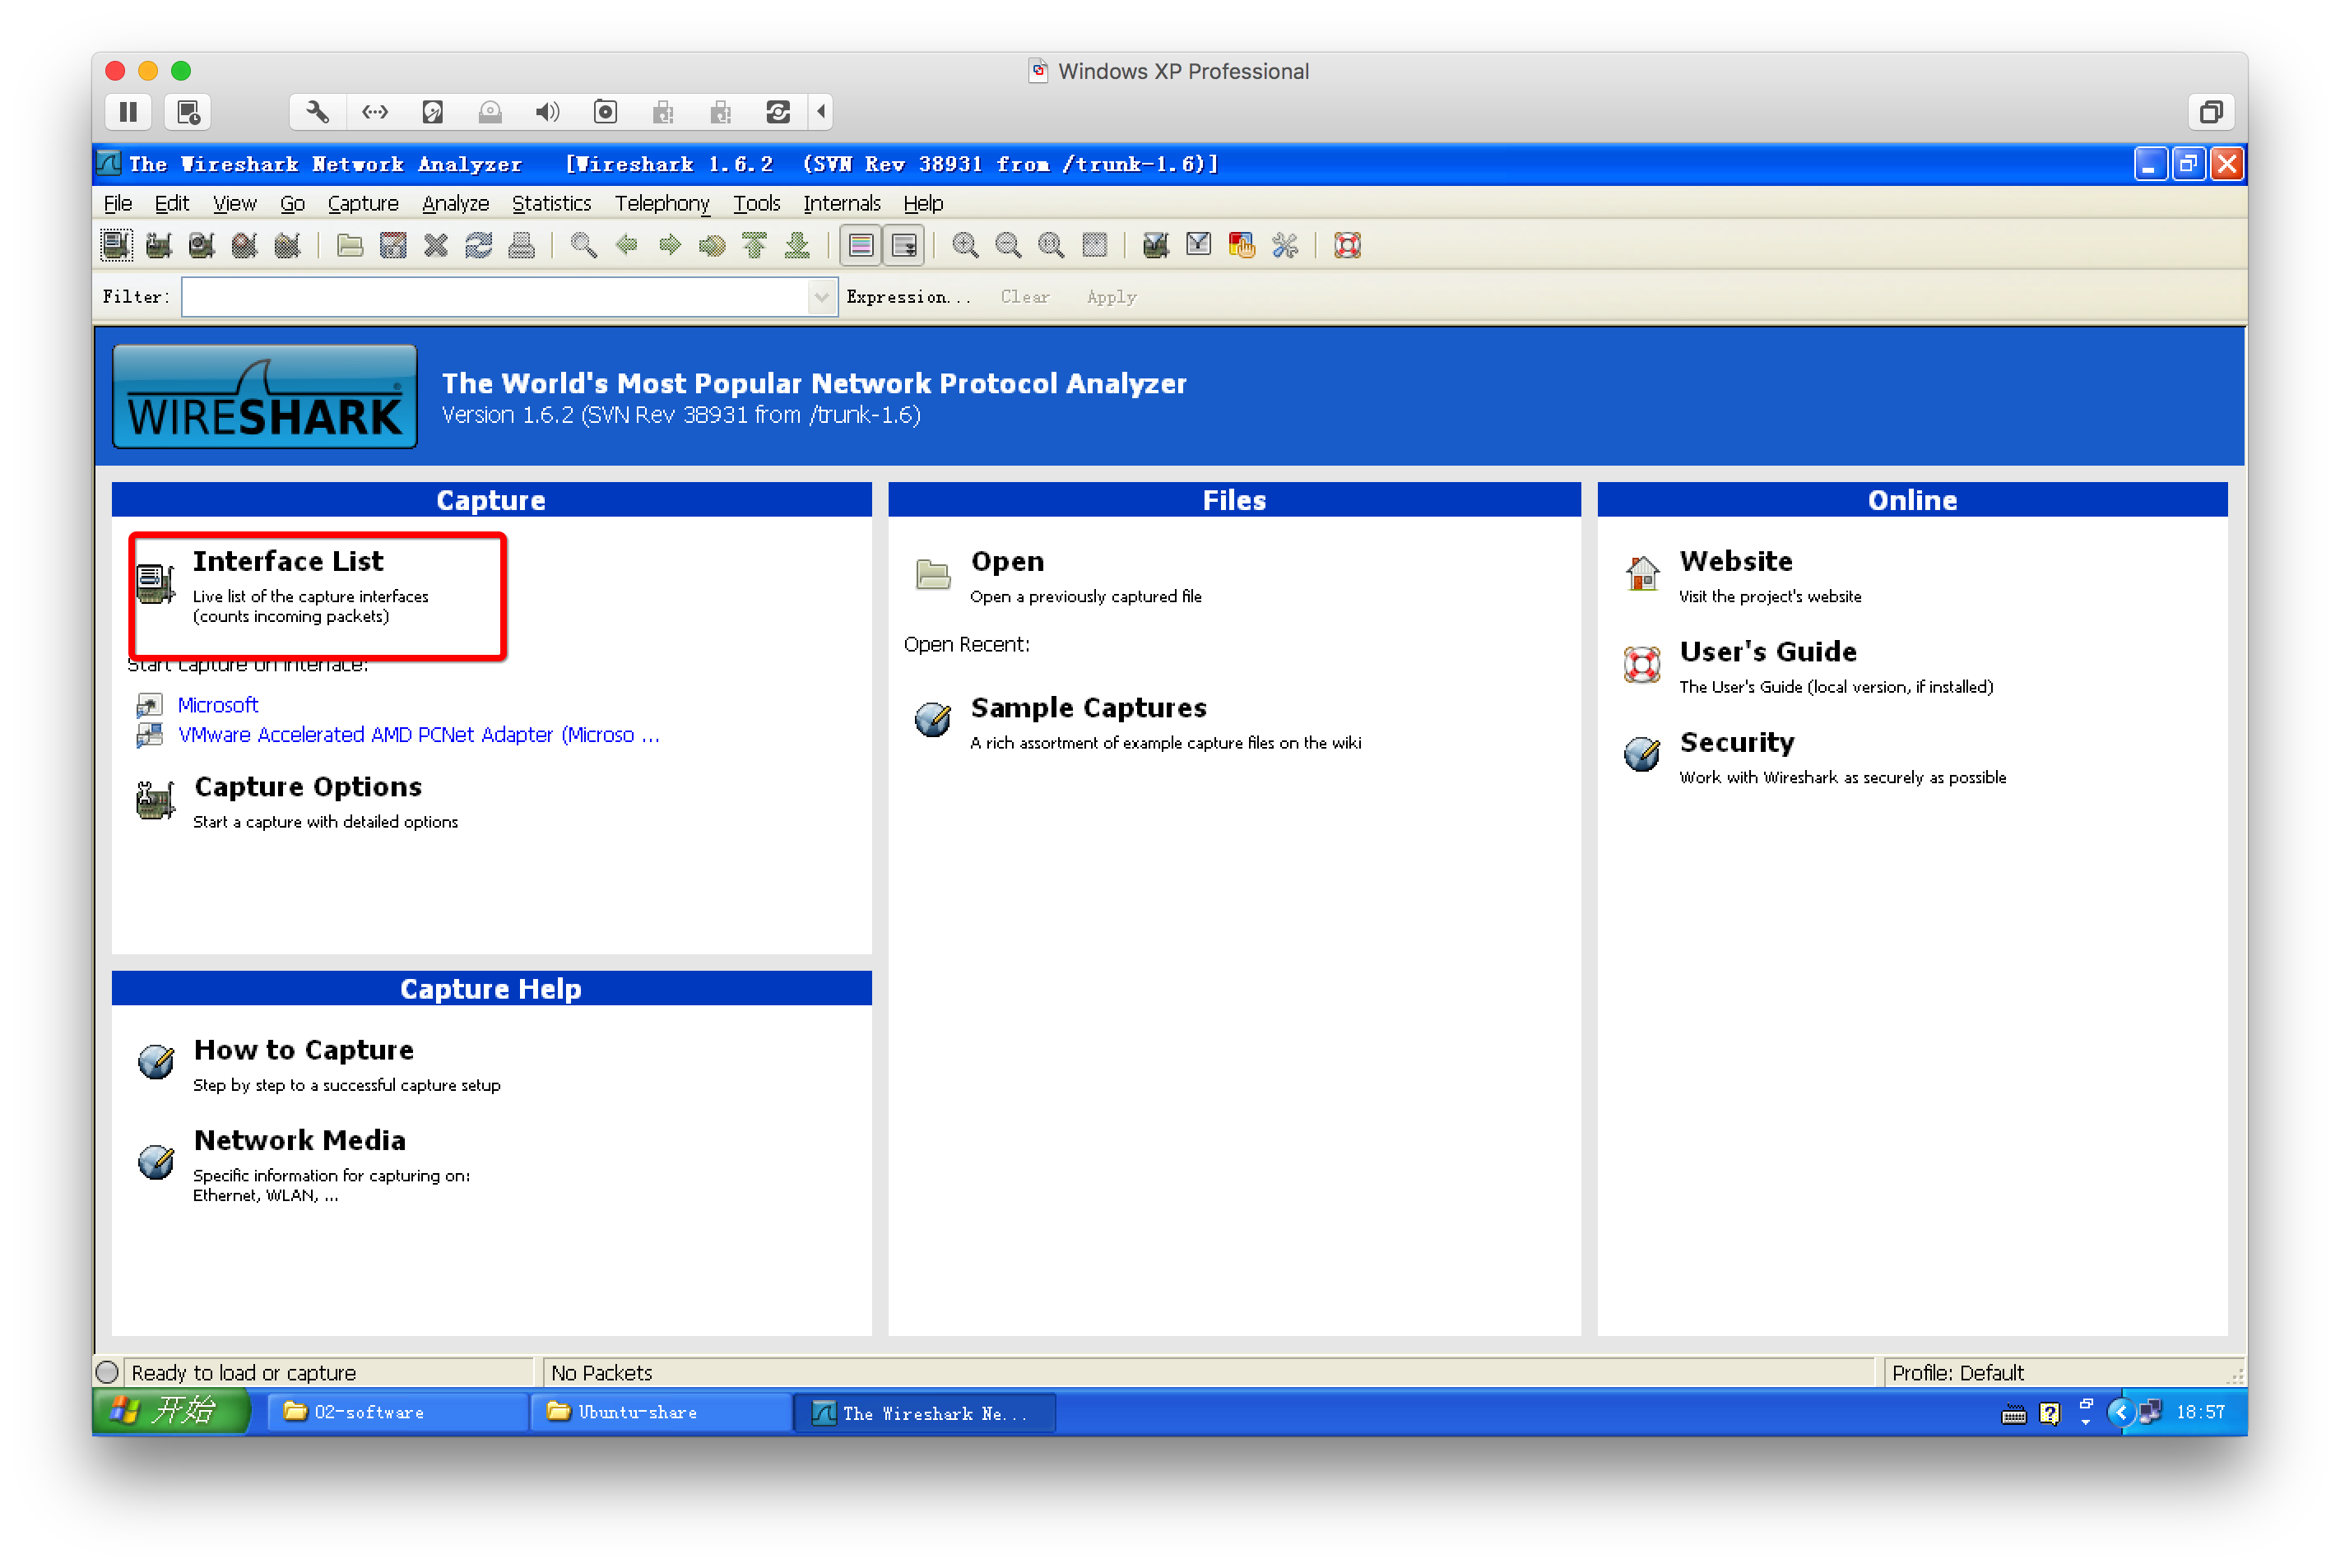 Windows XP Professional
The Wireshark Network Analyzer [Wireshark 1.6.2 (SVN Rev 38931 from /trunk-1.6)]
File Edit View Go Capture Analyze Statistics Telephony Tools Internals Help
Filter: Expression... Clear Apply
WIRESHARK
The World's Most Popular Network Protocol Analyzer
Version 1.6.2 (SVN Rev 38931 from /trunk-1.6)
Capture
Interface List
Live list of the capture interfaces
(counts incoming packets)
Start capture on interface:
Microsoft
VMware Accelerated AMD PCNet Adapter (Microso ...
Capture Options
Start a capture with detailed options
Capture Help
How to Capture
Step by step to a successful capture setup
Network Media
Specific information for capturing on:
Ethernet, WLAN, ...
Files
Open
Open a previously captured file
Open Recent:
Sample Captures
A rich assortment of example capture files on the wiki
Online
Website
Visit the project's website
User's Guide
The User's Guide (local version, if installed)
Security
Work with Wireshark as securely as possible
Ready to load or capture No Packets Profile: Default
开始 02-software Ubuntu-share The Wireshark Ne... 18:57